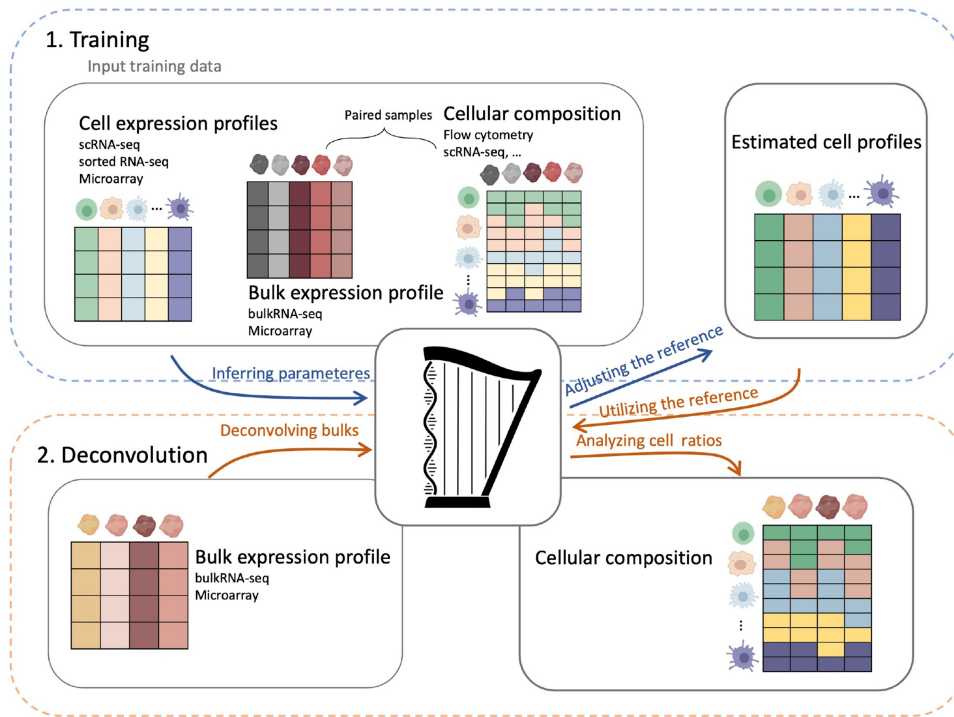 1. Training
Input training data
Cell expression profiles
scRNA-seq
sorted RNA-seq
Microarray
...
Paired samples
Bulk expression profile
bulkRNA-seq
Microarray
Cellular composition
Flow cytometry
scRNA-seq, ...
...
Estimated cell profiles
...
Inferring parameteres
Adjusting the reference
Utilizing the reference
Deconvolving bulks
Analyzing cell ratios
2. Deconvolution
Bulk expression profile
bulkRNA-seq
Microarray
Cellular composition
...